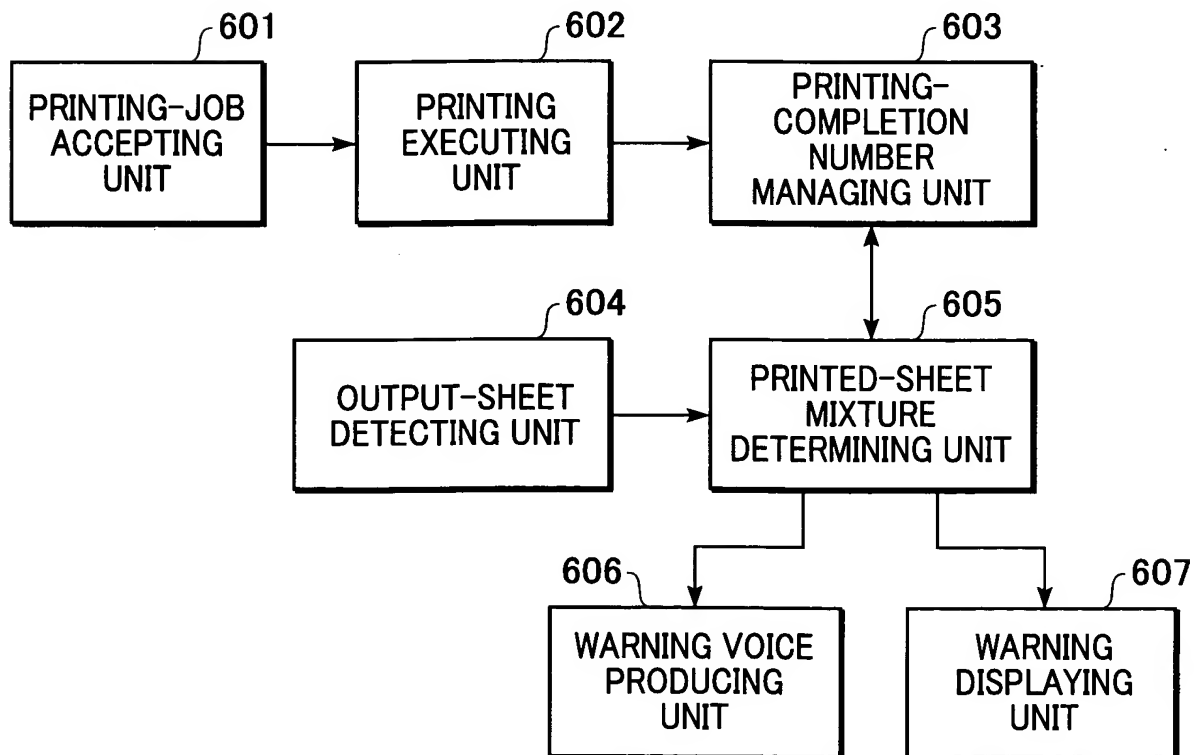 601
PRINTING-JOB
ACCEPTING
UNIT
602
PRINTING
EXECUTING
UNIT
603
PRINTING-
COMPLETION
NUMBER
MANAGING UNIT
604
OUTPUT-SHEET
DETECTING UNIT
605
PRINTED-SHEET
MIXTURE
DETERMINING UNIT
606
WARNING VOICE
PRODUCING
UNIT
607
WARNING
DISPLAYING
UNIT